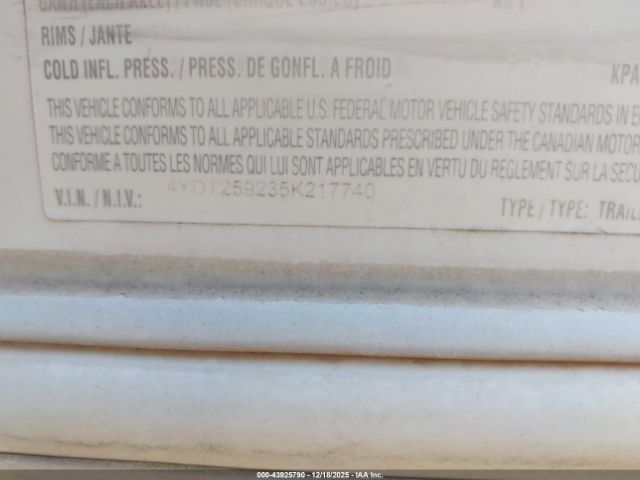 RIMS / JANTE
COLD INFL. PRESS. / PRESS. DE GONFL. A FROID KPA
THIS VEHICLE CONFORMS TO ALL APPLICABLE U.S. FEDERAL MOTOR VEHICLE SAFETY STANDARDS IN E
THIS VEHICLE CONFORMS TO ALL APPLICABLE STANDARDS PRESCRIBED UNDER THE CANADIAN MOTOR
CONFORME A TOUTES LES NORMES QUI LUI SONT APPLICABLES EN VERTU DU REGLEMENT SUR LA SECU
V.I.N. / N.I.V.: 4YDT259235K217740 TYPE / TYPE: TRAIL
000-43925790 - 12/18/2025 - IAA Inc.